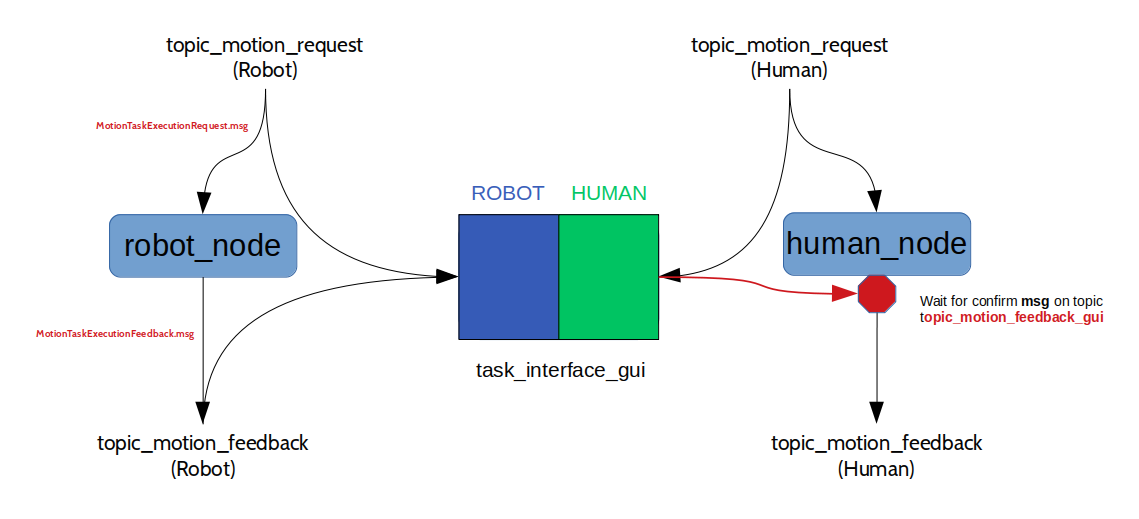 topic_motion_request
(Robot)
topic_motion_request
(Human)
MotionTaskExecutionRequest.msg
ROBOT
HUMAN
robot_node
human_node
Wait for confirm msg on topic
topic_motion_feedback_gui
MotionTaskExecutionFeedback.msg
task_interface_gui
topic_motion_feedback
(Robot)
topic_motion_feedback
(Human)